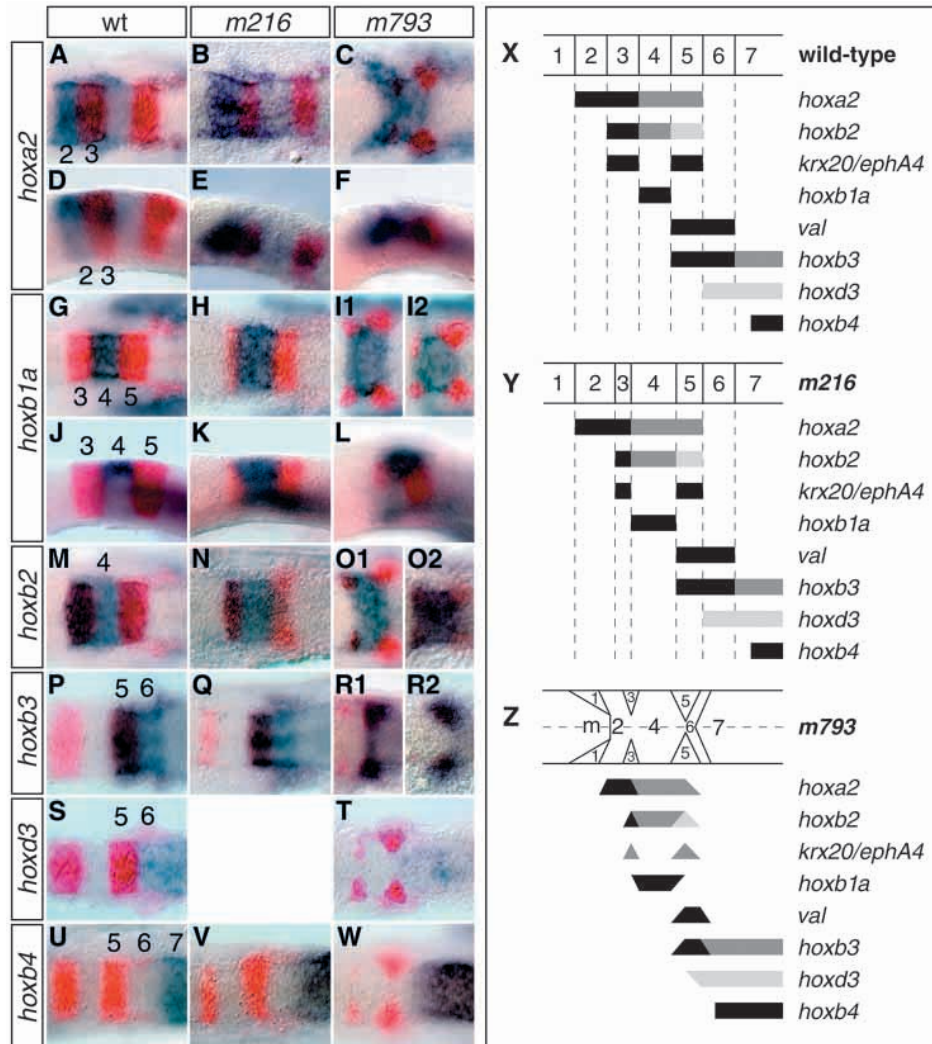 wt m216 m793
hoxa2
A B C
2 3
D E F
2 3
hoxb1a
G H I1 I2
3 4 5
J K L
3 4 5
hoxb2
M N O1 O2
4
hoxb3
P Q R1 R2
5 6
hoxd3
S T
5 6
hoxb4
U V W
5 6 7
X 1 2 3 4 5 6 7 wild-type
hoxa2
hoxb2
krx20/ephA4
hoxb1a
val
hoxb3
hoxd3
hoxb4
Y 1 2 3 4 5 6 7 m216
hoxa2
hoxb2
krx20/ephA4
hoxb1a
val
hoxb3
hoxd3
hoxb4
1 3 5
Z m 2 4 6 7 m793
1 3 5
hoxa2
hoxb2
krx20/ephA4
hoxb1a
val
hoxb3
hoxd3
hoxb4